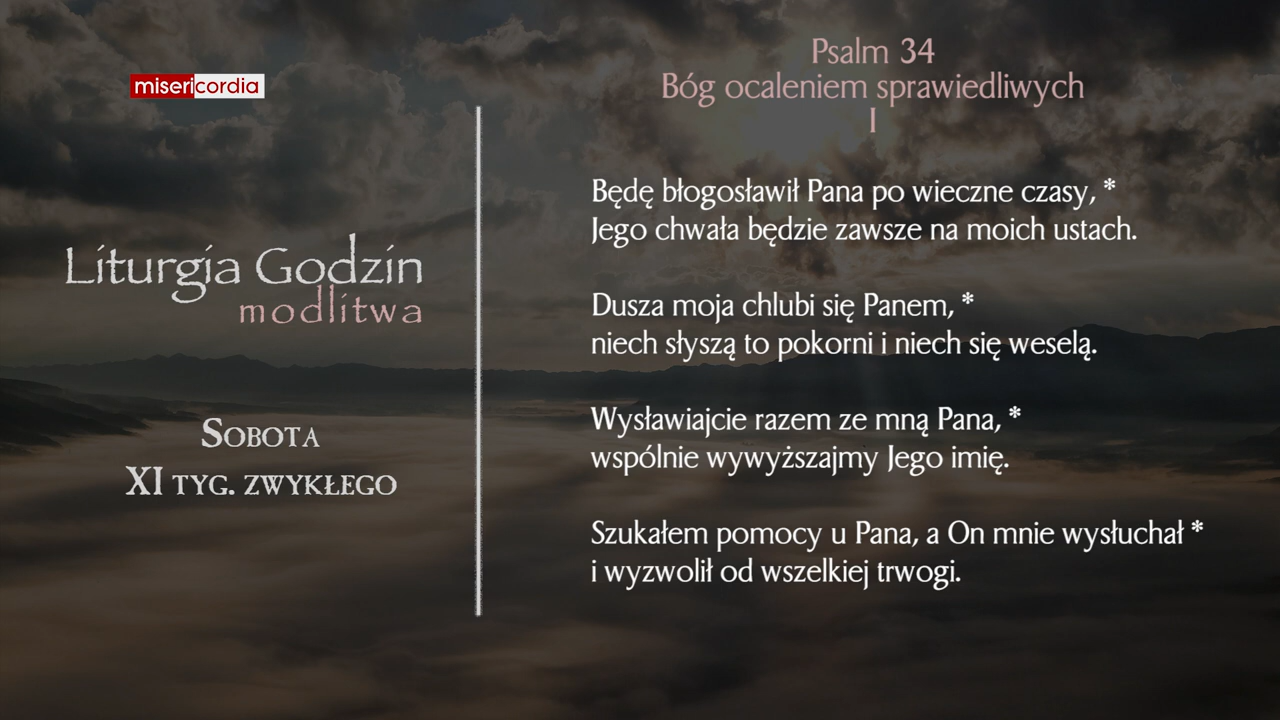 misericordia
Liturgia Godzin
modlitwa
Sobota
XI tyg. zwykłego
Psalm 34
Bóg ocaleniem sprawiedliwych
I
Będę błogosławił Pana po wieczne czasy, *
Jego chwała będzie zawsze na moich ustach.
Dusza moja chlubi się Panem, *
niech słyszą to pokorni i niech się weselą.
Wysławiajcie razem ze mną Pana, *
wspólnie wywyższajmy Jego imię.
Szukałem pomocy u Pana, a On mnie wysłuchał *
i wyzwolił od wszelkiej trwogi.